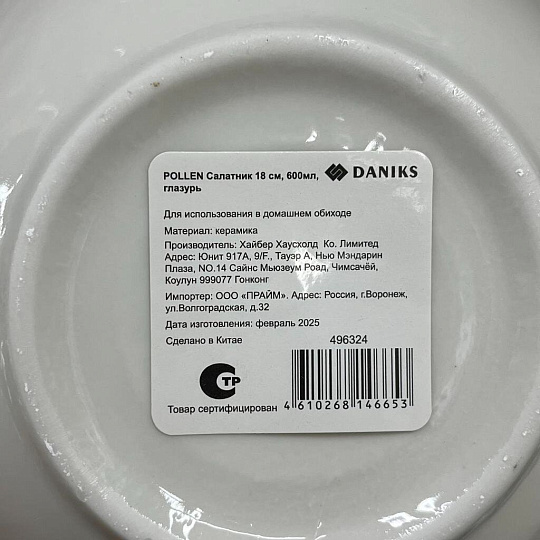 POLLEN Салатник 18 см, 600мл,
глазурь
DANIKS
Для использования в домашнем обиходе
Материал: керамика
Производитель: Хайбер Хаусхолд Ко. Лимитед
Адрес: Юнит 917А, 9/F., Тауэр А, Нью Мэндарин
Плаза, NO.14 Сайнс Мьюзеум Роад, Чимсачёй,
Коулун 999077 Гонконг
Импортер: ООО «ПРАЙМ». Адрес: Россия, г.Воронеж,
ул.Волгоградская, д.32
Дата изготовления: февраль 2025
Сделано в Китае
496324
СТР
Товар сертифицирован
4 610268 146653